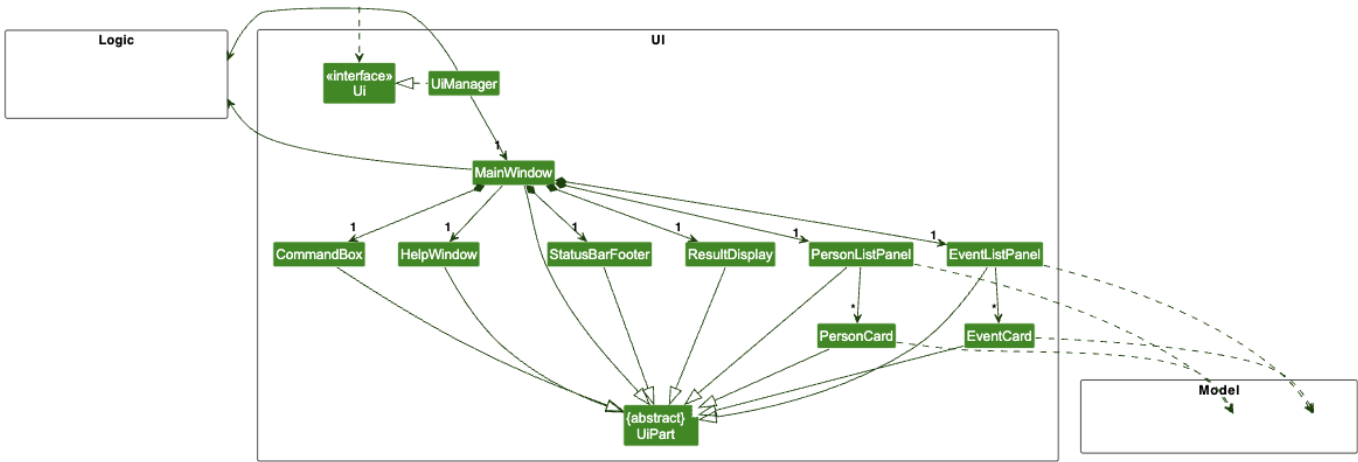 Logic
UI
«interface»
Ui
UiManager
1
MainWindow
1
1
1
1
1
1
CommandBox
HelpWindow
StatusBarFooter
ResultDisplay
PersonListPanel
EventListPanel
*
*
PersonCard
EventCard
Model
{abstract}
UiPart